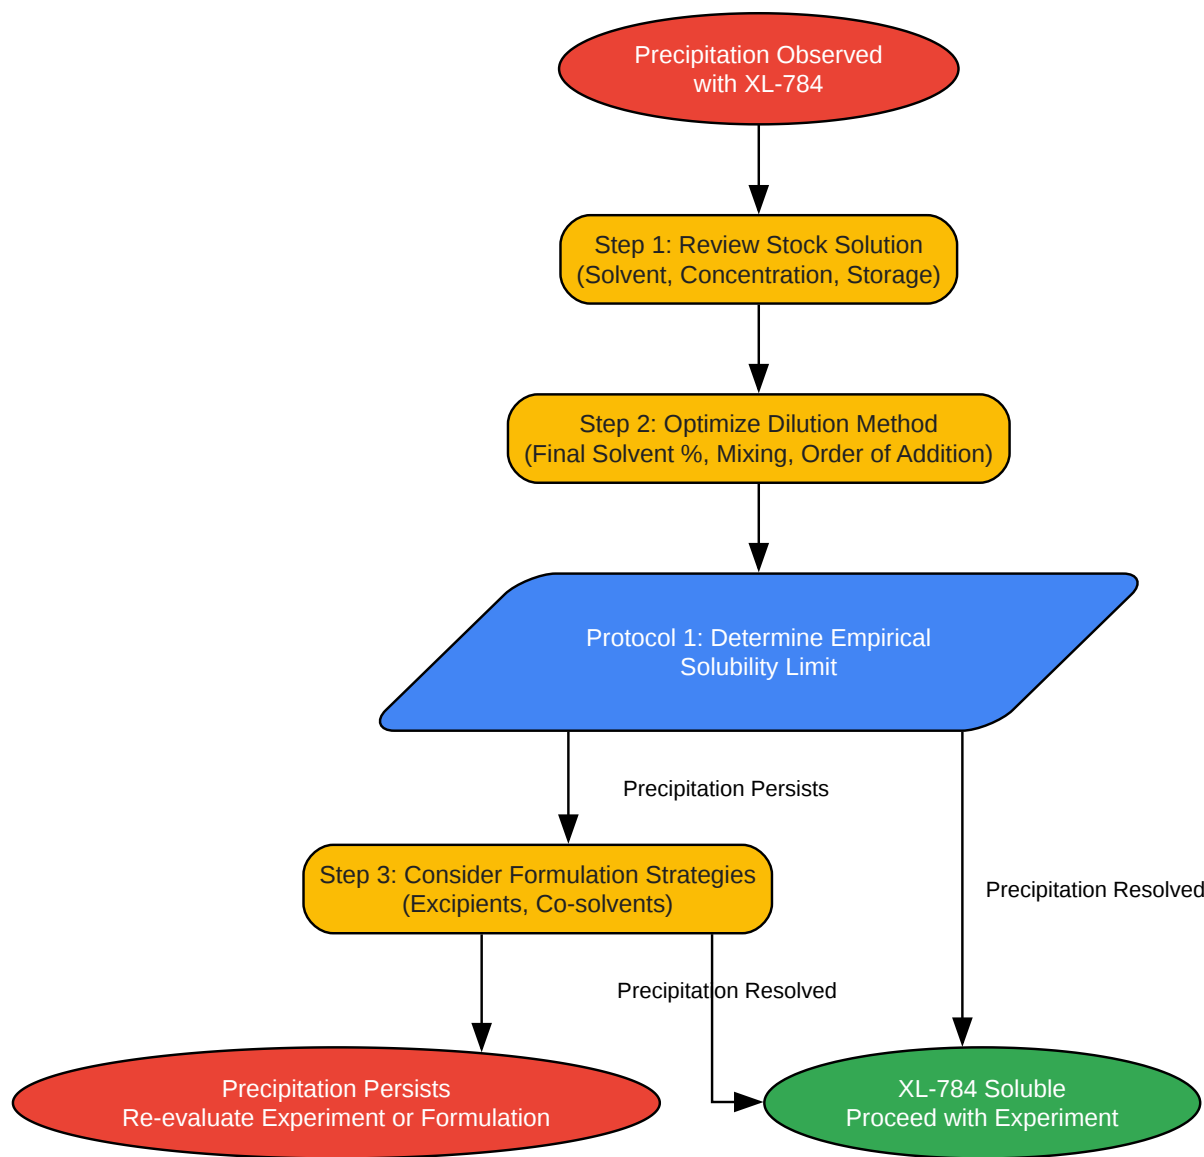 Precipitation Observed
with XL-784
Step 1: Review Stock Solution
(Solvent, Concentration, Storage)
Step 2: Optimize Dilution Method
(Final Solvent %, Mixing, Order of Addition)
Protocol 1: Determine Empirical
Solubility Limit
Precipitation Persists
Step 3: Consider Formulation Strategies
(Excipients, Co-solvents)
Precipitation Resolved
Precipitation Resolved
Precipitation Persists
Re-evaluate Experiment or Formulation
XL-784 Soluble
Proceed with Experiment